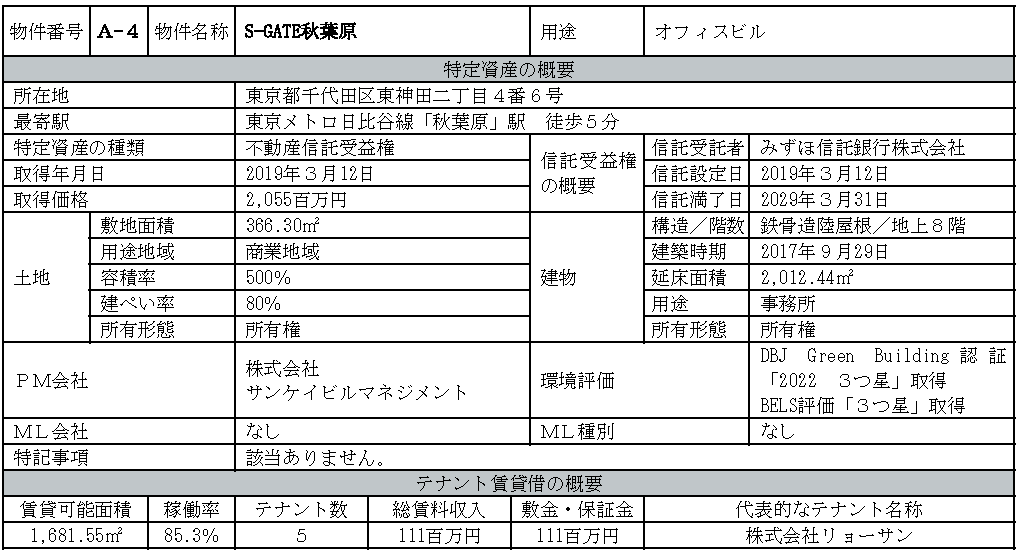 物件番号 A-4 物件名称 S-GATE秋葉原 用途 オフィスビル
特定資産の概要
所在地 東京都千代田区東神田二丁目4番6号
最寄駅 東京メトロ日比谷線「秋葉原」駅 徒歩5分
特定資産の種類 不動産信託受益権 信託受益権の概要 信託受託者 みずほ信託銀行株式会社
取得年月日 2019年3月12日 信託設定日 2019年3月12日
取得価格 2,055百万円 信託満了日 2029年3月31日
土地 敷地面積 366.30㎡ 建物 構造/階数 鉄骨造陸屋根/地上8階
用途地域 商業地域 建築時期 2017年9月29日
容積率 500% 延床面積 2,012.44㎡
建ぺい率 80% 用途 事務所
所有形態 所有権 所有形態 所有権
PM会社 株式会社
サンケイビルマネジメント 環境評価 DBJ Green Building認証
「2022 3つ星」取得
BELS評価「3つ星」取得
ML会社 なし ML種別 なし
特記事項 該当ありません。
テナント賃貸借の概要
賃貸可能面積 稼働率 テナント数 総賃料収入 敷金・保証金 代表的なテナント名称
1,681.55㎡ 85.3% 5 111百万円 111百万円 株式会社リョーサン